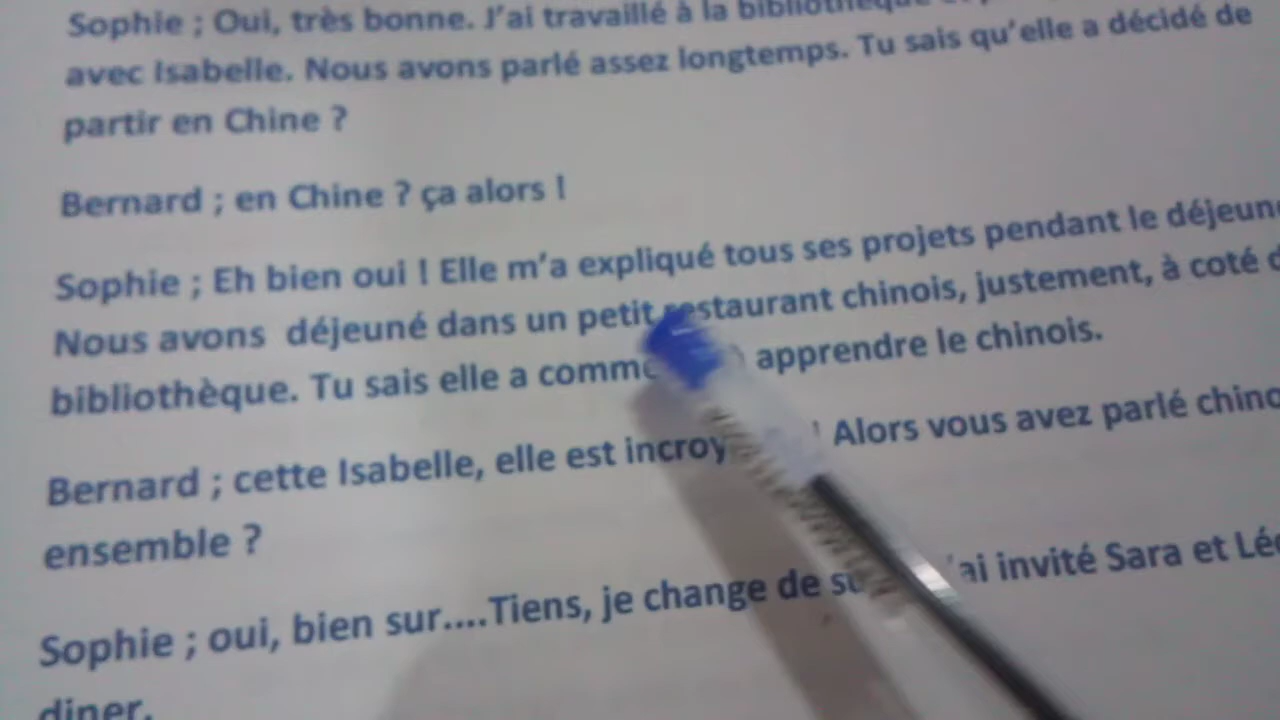 Sophie ; Oui, très bonne. J'ai travaillé à la bibliothèque
avec Isabelle. Nous avons parlé assez longtemps. Tu sais qu'elle a décidé de
partir en Chine ?
Bernard ; en Chine ? ça alors !
Sophie ; Eh bien oui ! Elle m'a expliqué tous ses projets pendant le
Nous avons déjeuné dans un petit restaurant chinois, justement, à coté
bibliothèque. Tu sais elle a apprendre le chinois.
Bernard ; cette Isabelle, elle est ! Alors vous avez parlé
ensemble ?
Sophie ; oui, bien sur....Tiens, je change de invité Sara et
diner.